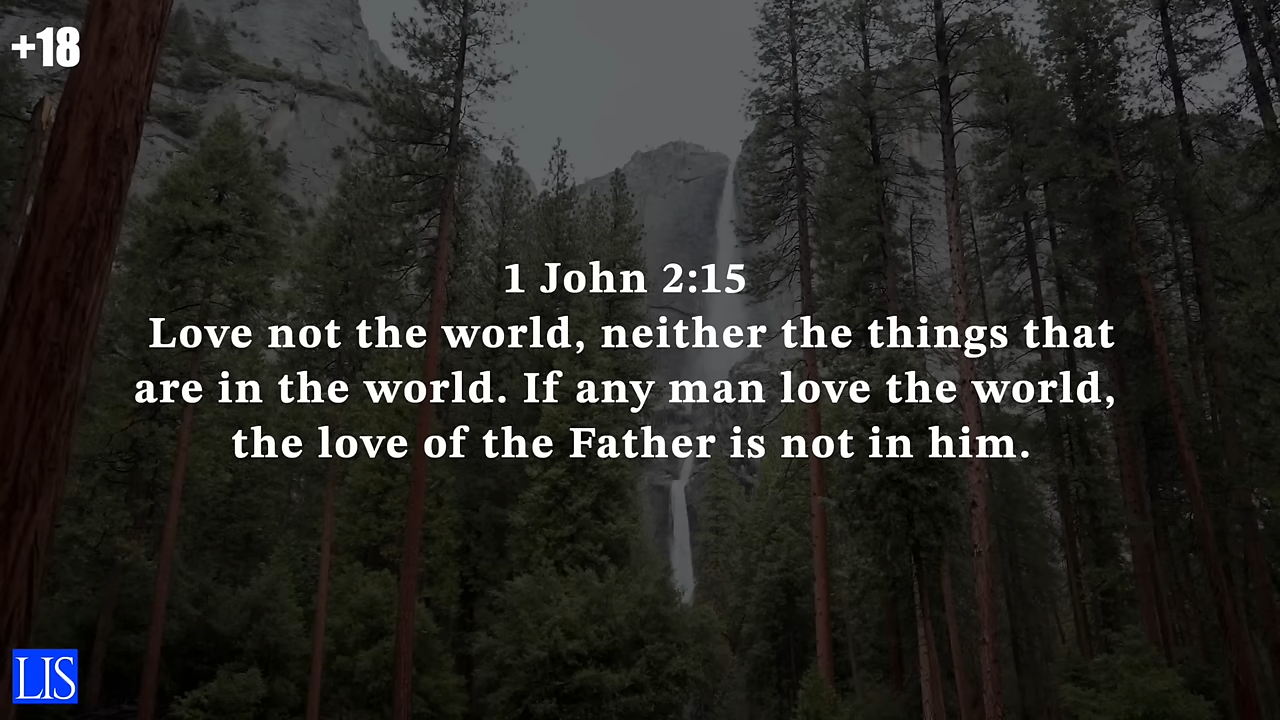 +18
1 John 2:15
Love not the world, neither the things that
are in the world. If any man love the world,
the love of the Father is not in him.
LIS